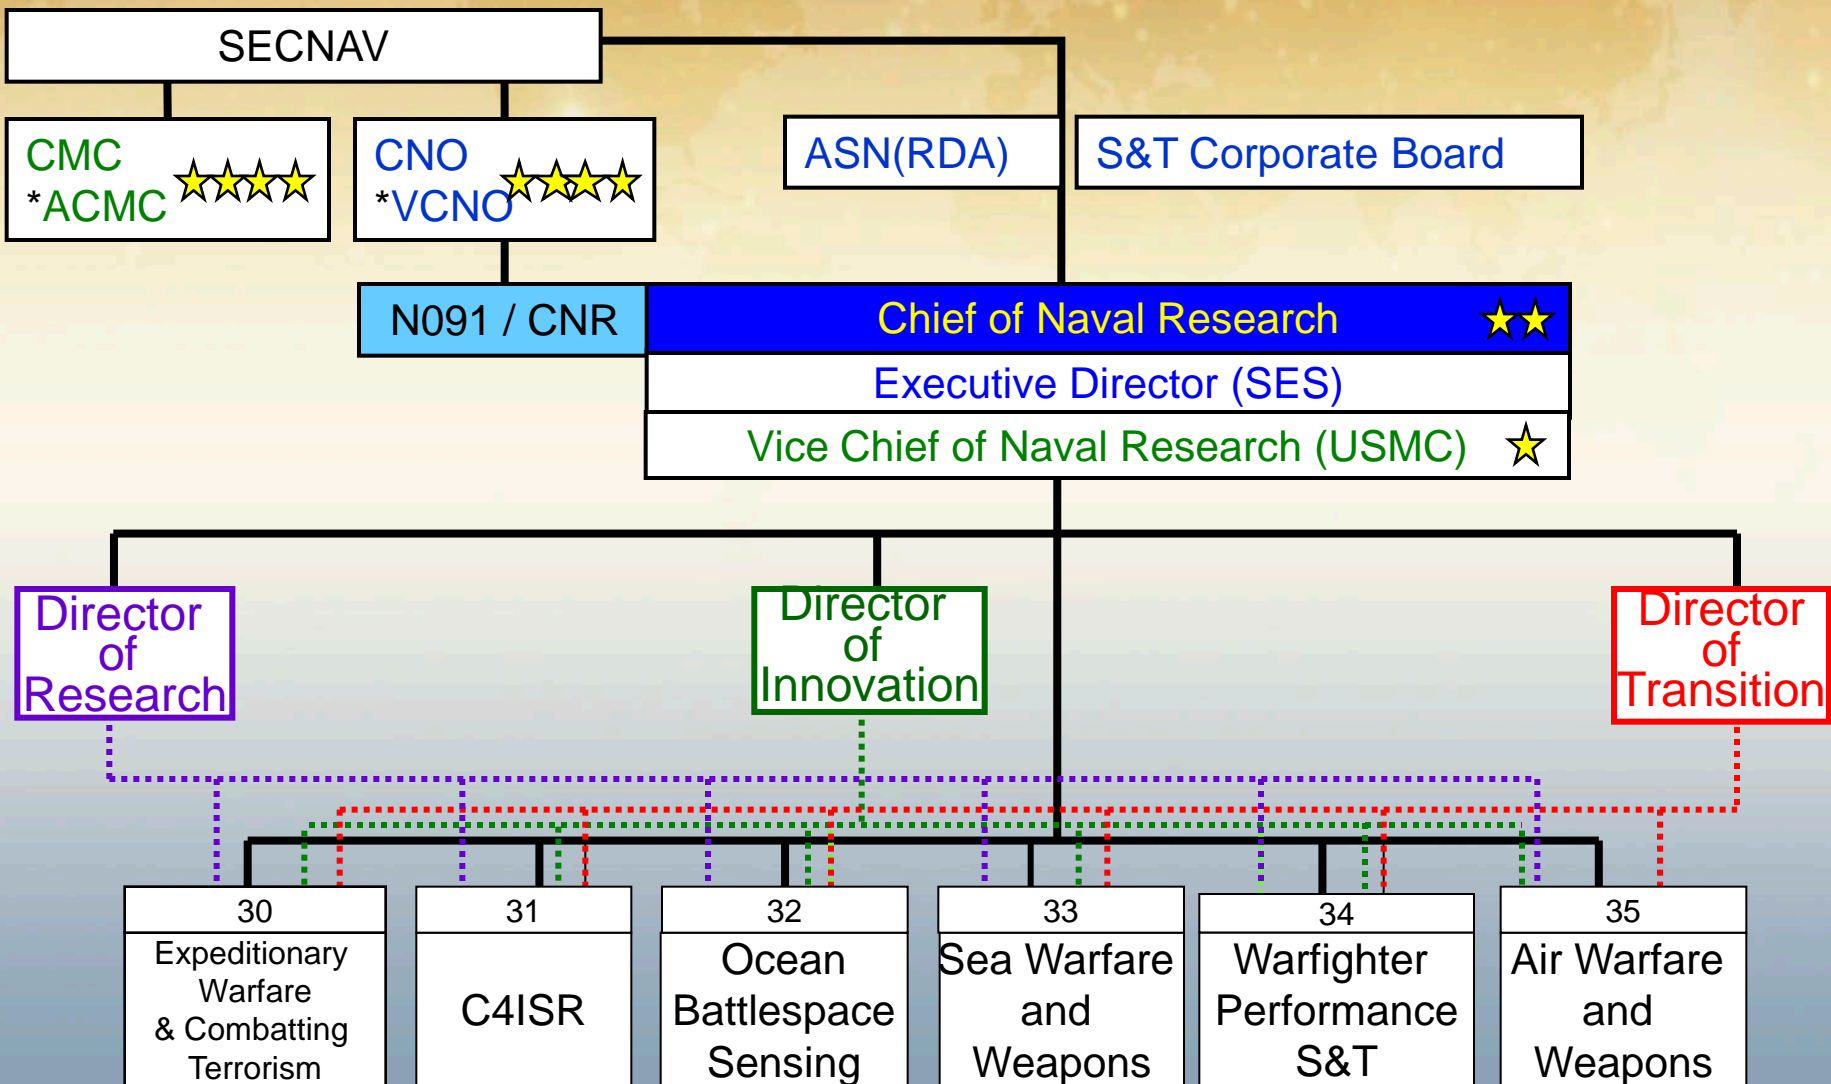 SECNAV
CMC
*ACMC
CNO
*VCNO
ASN(RDA)
S&T Corporate Board
N091 / CNR
Chief of Naval Research
Executive Director (SES)
Vice Chief of Naval Research (USMC)
Director
of
Research
Director
of
Innovation
Director
of
Transition
30
Expeditionary
Warfare
& Combatting
Terrorism
31
C4ISR
32
Ocean
Battlespace
Sensing
33
Sea Warfare
and
Weapons
34
Warfighter
Performance
S&T
35
Air Warfare
and
Weapons